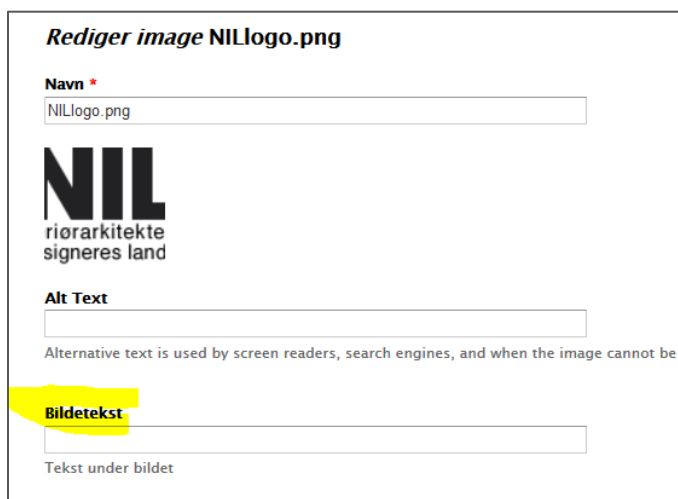 Rediger image NILlogo.png
Navn *
NILlogo.png
NIL
riørarkitekte
signeres land
Alt Text
Alternative text is used by screen readers, search engines, and when the image cannot be
Bildetekst
Tekst under bildet